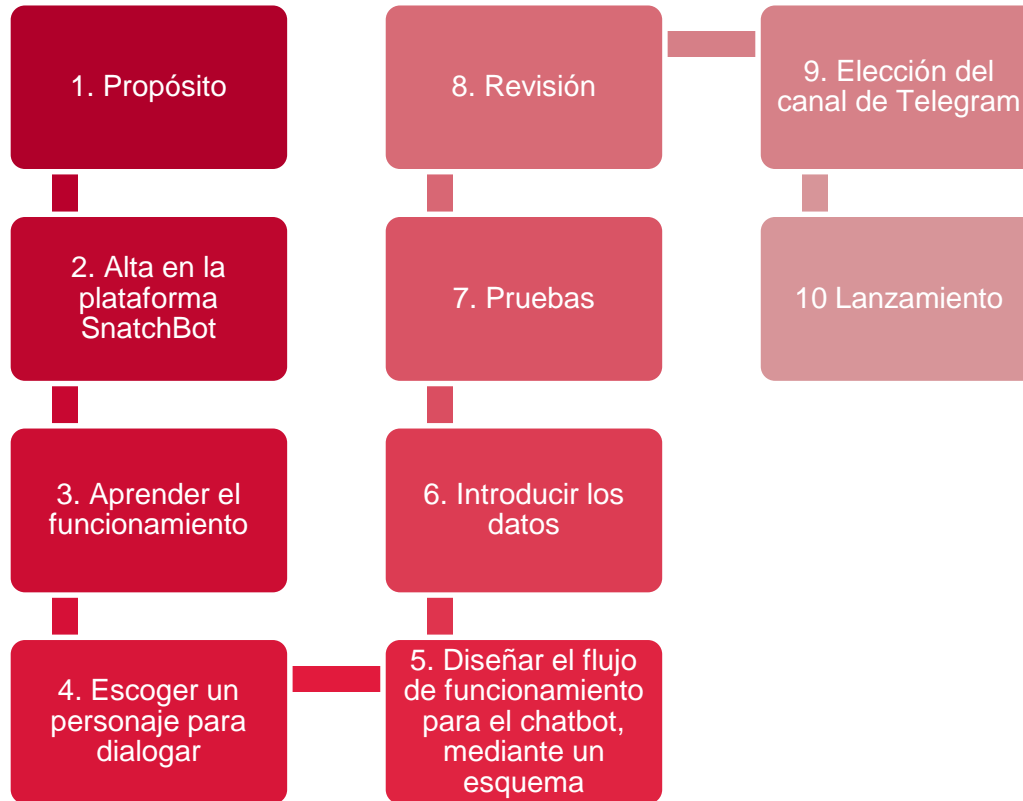 1. Propósito
2. Alta en la
plataforma
SnatchBot
3. Aprender el
funcionamiento
4. Escoger un
personaje para
dialogar
5. Diseñar el flujo
de funcionamiento
para el chatbot,
mediante un
esquema
6. Introducir los
datos
7. Pruebas
8. Revisión
9. Elección del
canal de Telegram
10 Lanzamiento